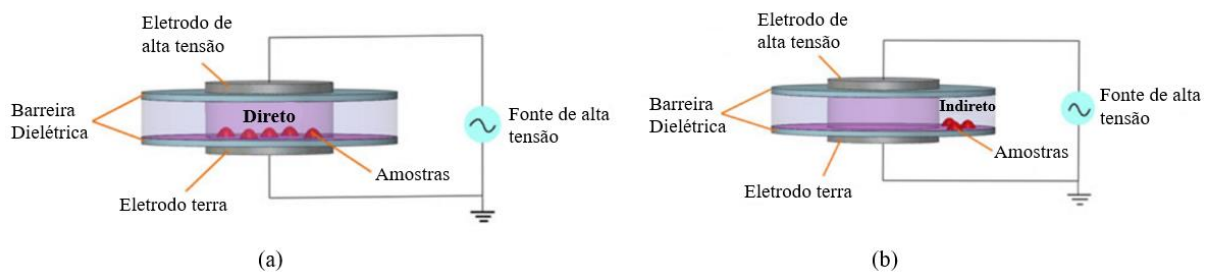 Eletrodo de
alta tensão
Barreira
Dielétrica
Direto
Fonte de alta
tensão
Amostras
Eletrodo terra
(a)
Eletrodo de
alta tensão
Barreira
Dielétrica
Indireto
Fonte de alta
tensão
Amostras
Eletrodo terra
(b)